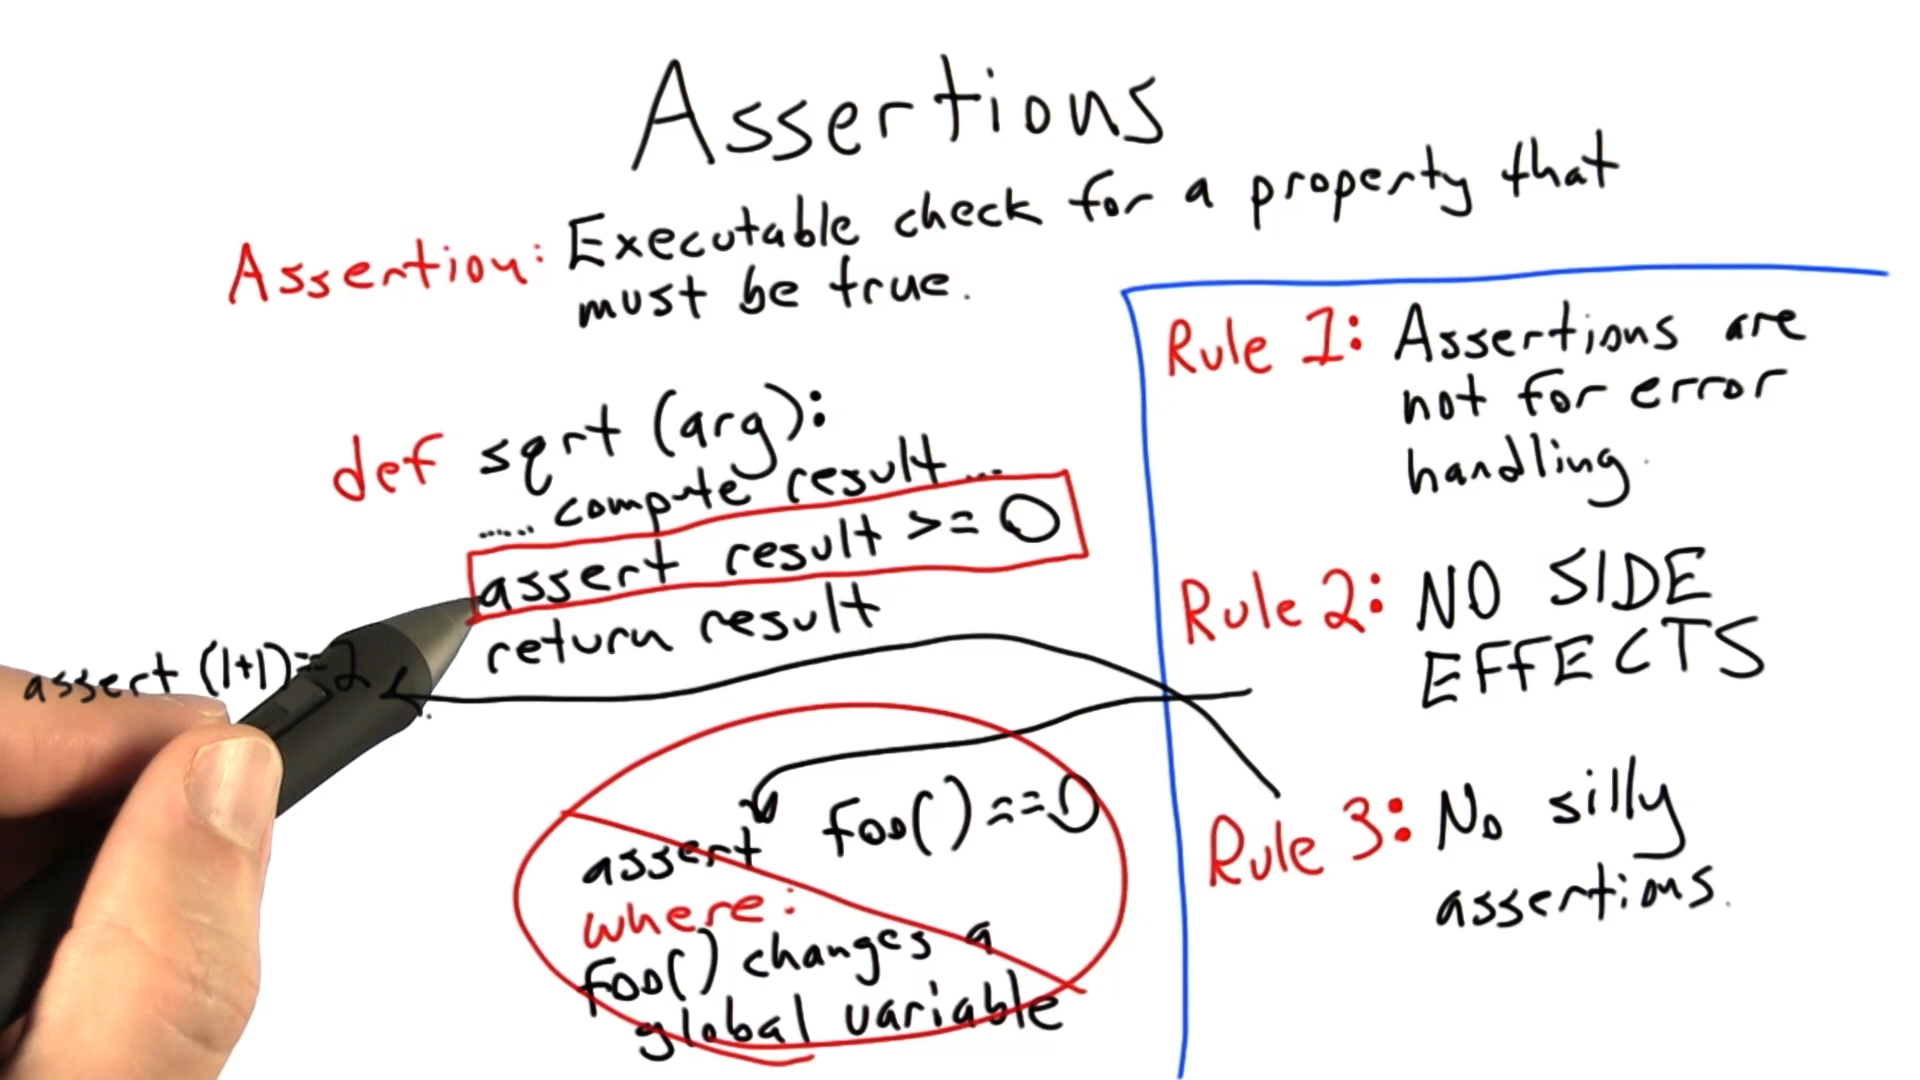 Assertions
Assertion: Executable check for a property that
must be true.
def sqrt (arg):
...... compute result ...
assert result >= 0
return result
assert (1+1)==2
assert foo()==0
where:
foo() changes a
global variable
Rule 1: Assertions are
not for error
handling.
Rule 2: NO SIDE
EFFECTS
Rule 3: No silly
assertions.